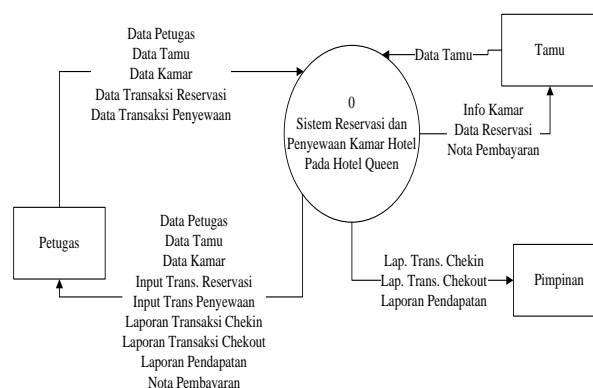 Data Petugas
Data Tamu
Data Kamar
Data Transaksi Reservasi
Data Transaksi Penyewaan
0
Sistem Reservasi dan
Penyewaan Kamar Hotel
Pada Hotel Queen
Data Tamu
Tamu
Info Kamar
Data Reservasi
Nota Pembayaran
Petugas
Data Petugas
Data Tamu
Data Kamar
Input Trans. Reservasi
Input Trans Penyewaan
Laporan Transaksi Chekin
Laporan Transaksi Chekout
Laporan Pendapatan
Nota Pembayaran
Lap. Trans. Chekin
Lap. Trans. Chekout
Laporan Pendapatan
Pimpinan